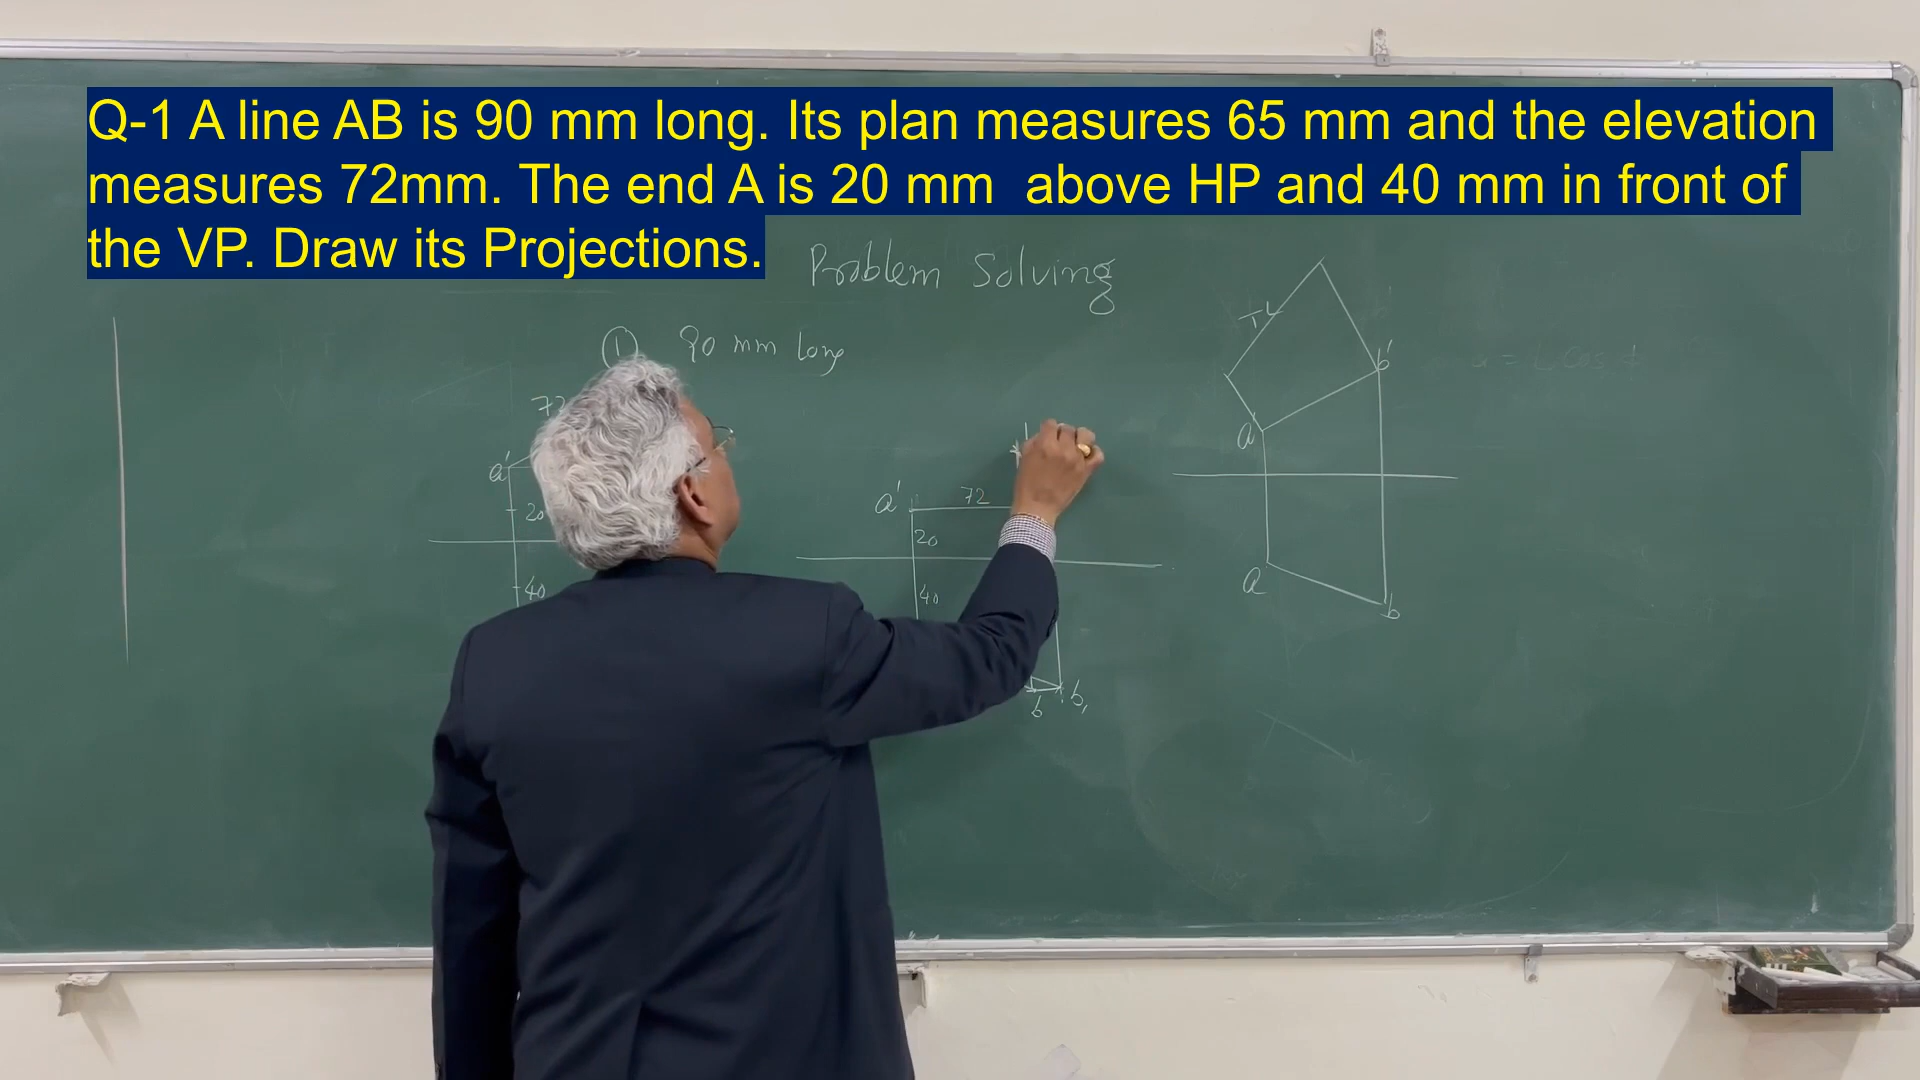 Q-1 A line AB is 90 mm long. Its plan measures 65 mm and the elevation
measures 72mm. The end A is 20 mm above HP and 40 mm in front of
the VP. Draw its Projections.
Problem Solving
① 90 mm long
TL
b'
72
a'
a'
a'
72
20
20
40
40
a
b
b b₁